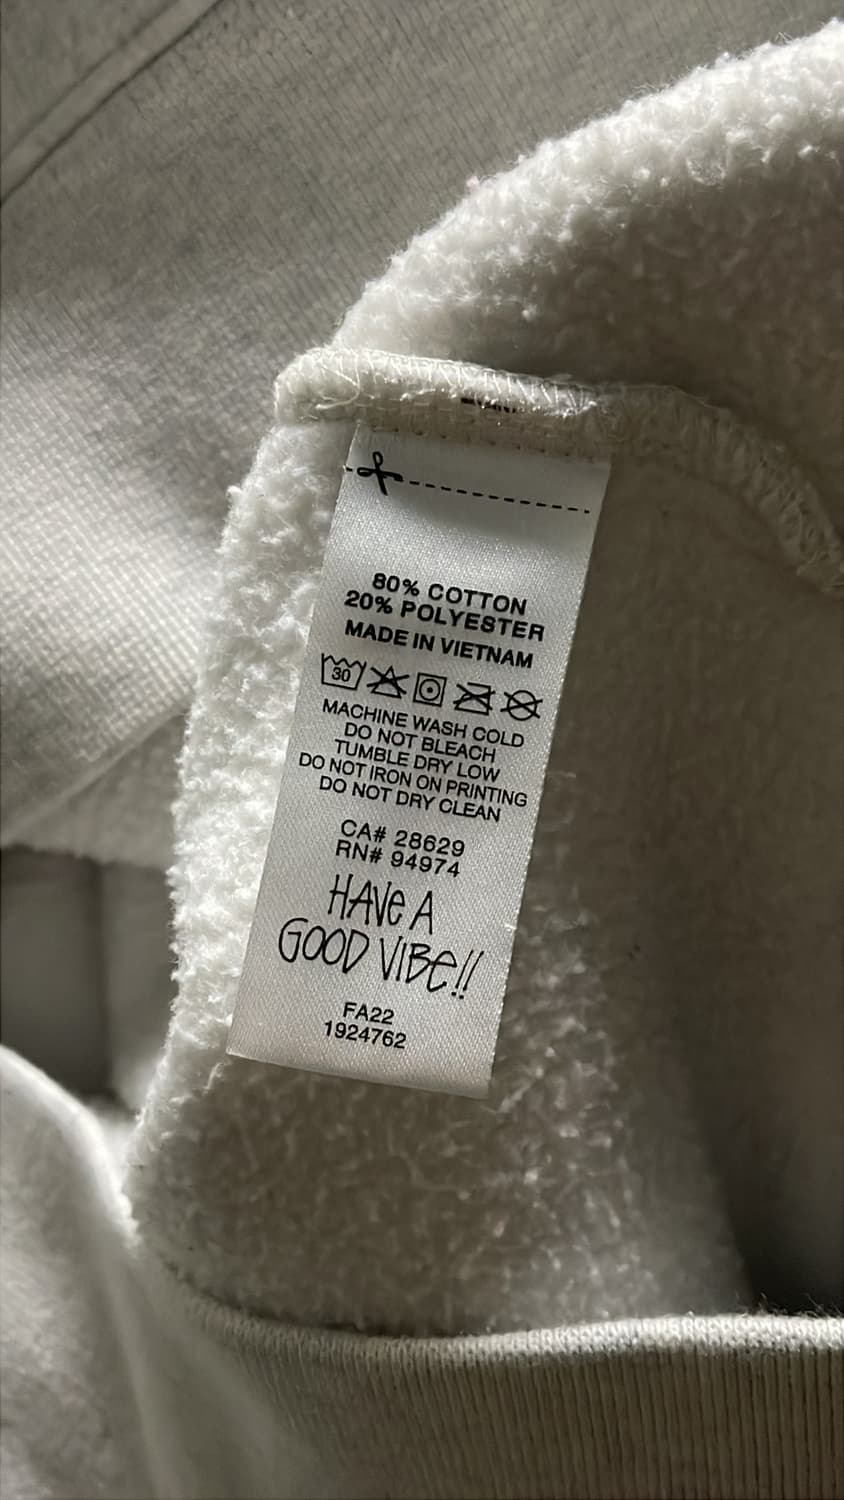 80% COTTON
20% POLYESTER
MADE IN VIETNAM
30
MACHINE WASH COLD
DO NOT BLEACH
TUMBLE DRY LOW
DO NOT IRON ON PRINTING
DO NOT DRY CLEAN
CA# 28629
RN# 94974
HAVe A
GOOD VIBe!!
FA22
1924762